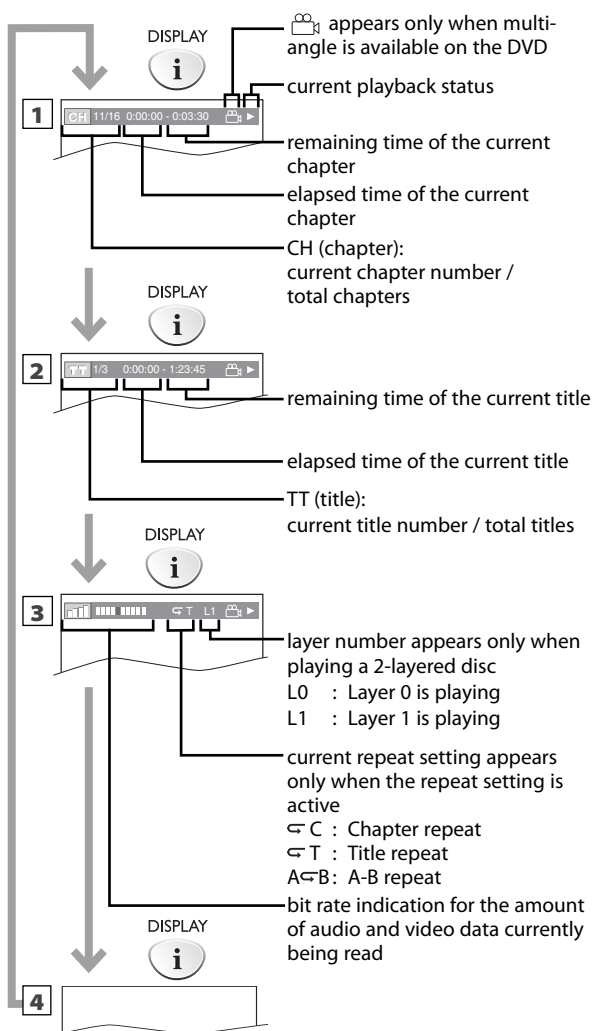 DISPLAY
i
appears only when multi-
angle is available on the DVD
current playback status
1
CH 11/16 0:00:00 - 0:03:30
remaining time of the current
chapter
elapsed time of the current
chapter
CH (chapter):
current chapter number /
total chapters
DISPLAY
i
2
TT 1/3 0:00:00 - 1:23:45
remaining time of the current title
elapsed time of the current title
TT (title):
current title number / total titles
DISPLAY
i
3
T L1
layer number appears only when
playing a 2-layered disc
L0 : Layer 0 is playing
L1 : Layer 1 is playing
current repeat setting appears
only when the repeat setting is
active
C : Chapter repeat
T : Title repeat
A B : A-B repeat
bit rate indication for the amount
of audio and video data currently
being read
DISPLAY
i
4